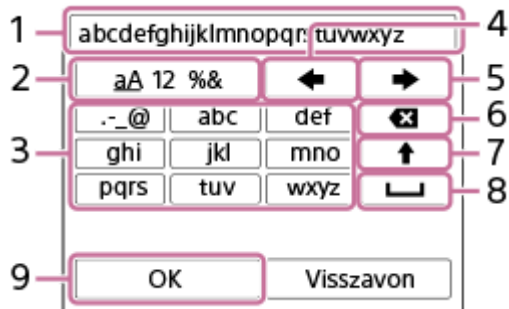 1 abcdefghijklmnopqrstuvwxyz 4
2 aA 12 %& 5
.-_@ abc def 6
3 ghi jkl mno 7
pqrs tuv wxyz 8
9 OK Visszavon